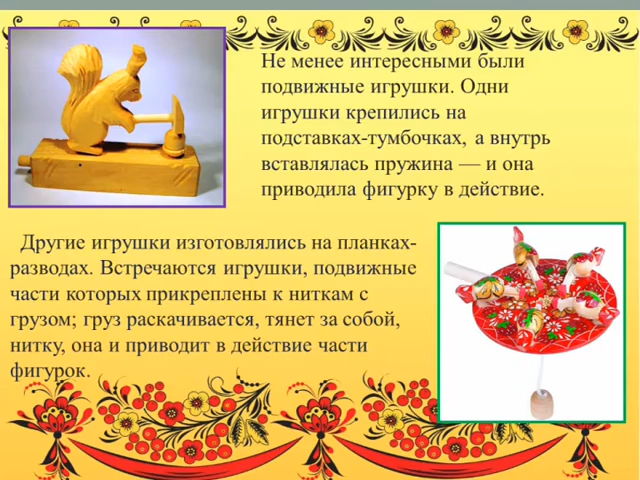 Не менее интересными были
подвижные игрушки. Одни
игрушки крепились на
подставках-тумбочках, а внутрь
вставлялась пружина — и она
приводила фигурку в действие.
Другие игрушки изготовлялись на планках-
разводах. Встречаются игрушки, подвижные
части которых прикреплены к ниткам с
грузом; груз раскачивается, тянет за собой,
нитку, она и приводит в действие части
фигурок.